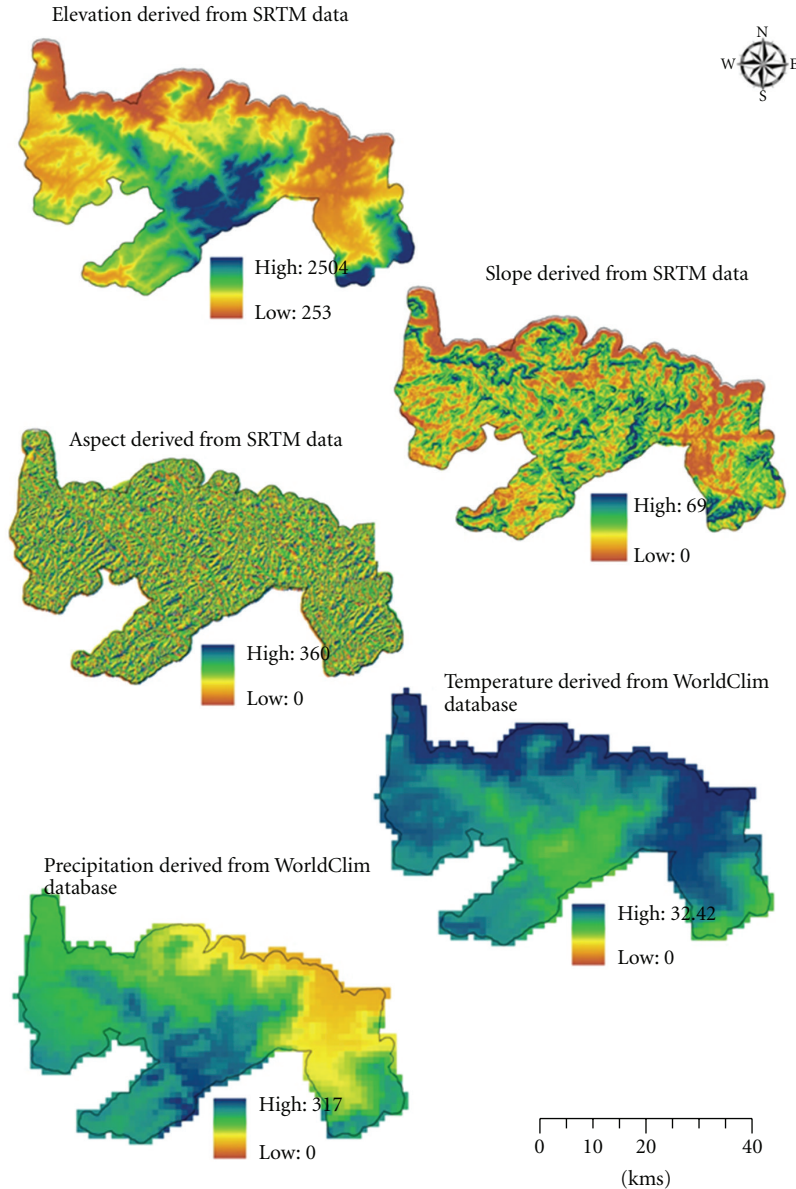 Elevation derived from SRTM data
N
W E
S
High: 2504
Low: 253
Slope derived from SRTM data
High: 69
Low: 0
Aspect derived from SRTM data
High: 360
Low: 0
Temperature derived from WorldClim
database
High: 32.42
Low: 0
Precipitation derived from WorldClim
database
High: 317
Low: 0
0 10 20 40
(kms)